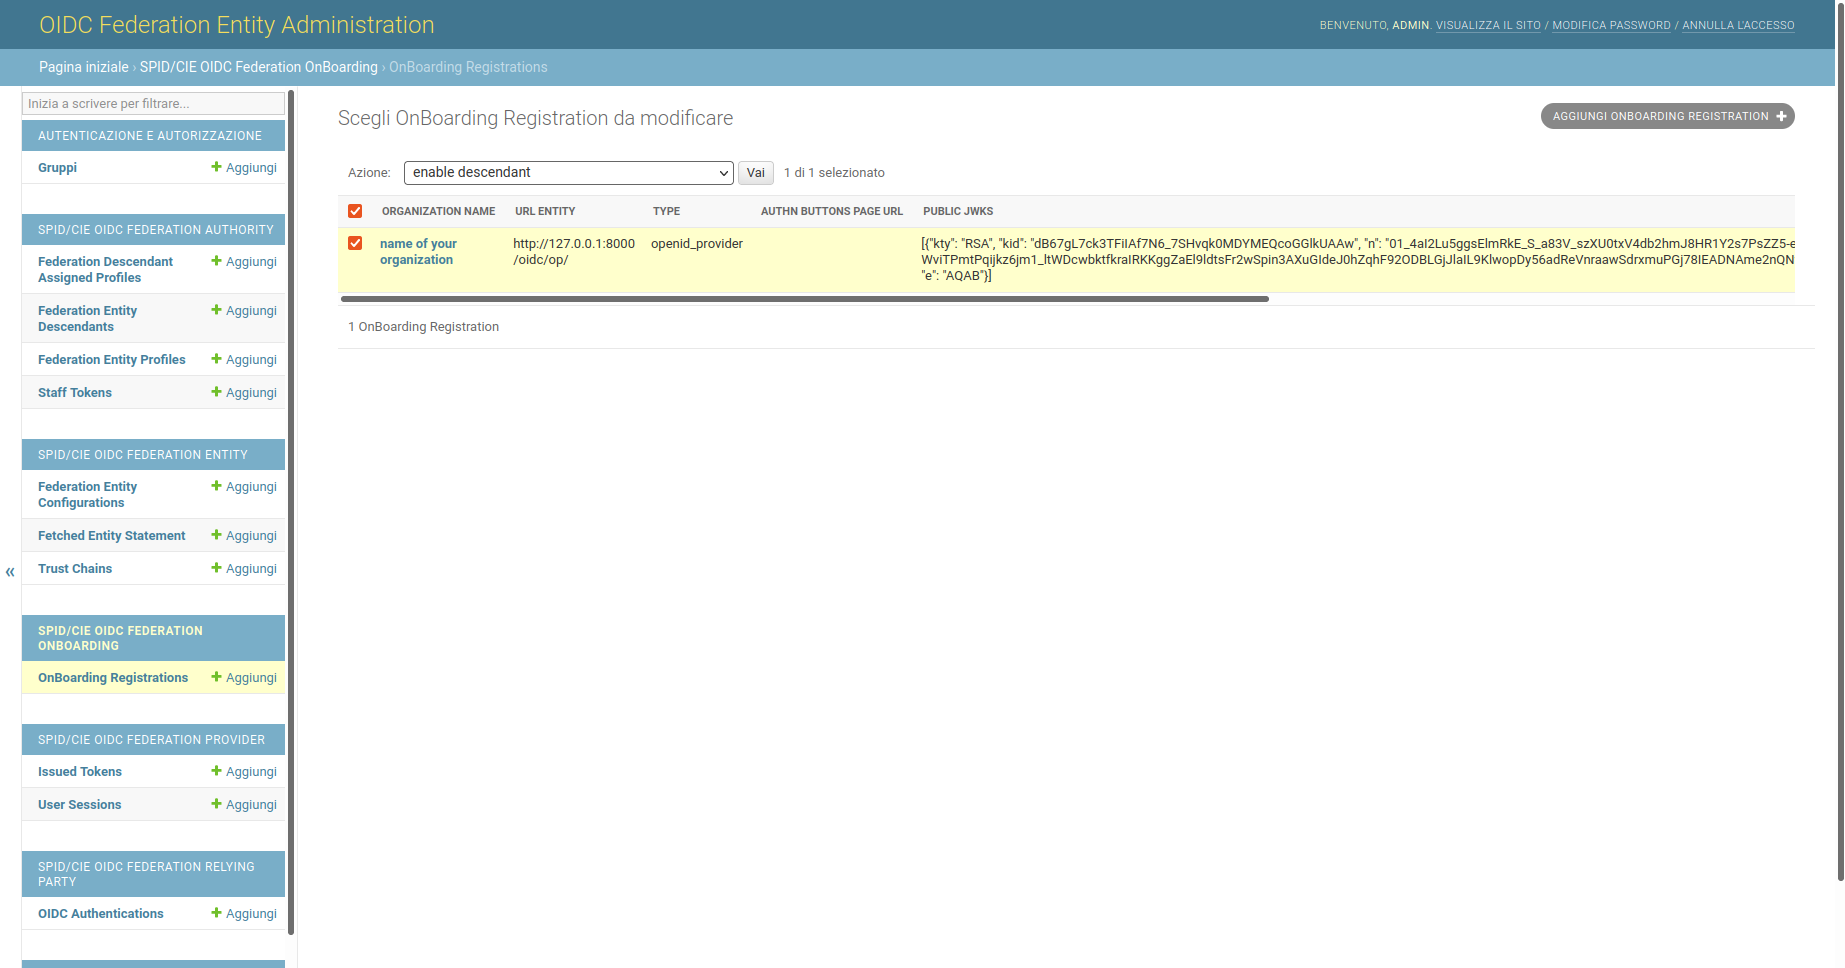 OIDC Federation Entity Administration
BENVENUTO, ADMIN. VISUALIZZA IL SITO / MODIFICA PASSWORD / ANNULLA L'ACCESSO
Pagina iniziale › SPID/CIE OIDC Federation OnBoarding › OnBoarding Registrations
Inizia a scrivere per filtrare...
AUTENTICAZIONE E AUTORIZZAZIONE
Gruppi + Aggiungi
SPID/CIE OIDC FEDERATION AUTHORITY
Federation Descendant + Aggiungi
Assigned Profiles
Federation Entity + Aggiungi
Descendants
Federation Entity Profiles + Aggiungi
Staff Tokens + Aggiungi
SPID/CIE OIDC FEDERATION ENTITY
Federation Entity + Aggiungi
Configurations
Fetched Entity Statement + Aggiungi
Trust Chains + Aggiungi
«
SPID/CIE OIDC FEDERATION
ONBOARDING
OnBoarding Registrations + Aggiungi
SPID/CIE OIDC FEDERATION PROVIDER
Issued Tokens + Aggiungi
User Sessions + Aggiungi
SPID/CIE OIDC FEDERATION RELYING
PARTY
OIDC Authentications + Aggiungi
Scegli OnBoarding Registration da modificare
AGGIUNGI ONBOARDING REGISTRATION +
Azione: enable descendant Vai 1 di 1 selezionato
ORGANIZATION NAME URL ENTITY TYPE AUTHN BUTTONS PAGE URL PUBLIC JWKS
name of your
organization
http://127.0.0.1:8000
/oidc/op/
openid_provider
[{"kty": "RSA", "kid": "dB67gL7ck3TFiIAf7N6_7SHvqk0MDYMEQcoGGlkUAAw", "n": "01_4aI2Lu5ggsElmRkE_S_a83V_szXU0txV4db2hmJ8HR1Y2s7PsZZ5-e
WviTPmtPqijkz6jm1_ltWDcwbktfkraIRKKggZaEl9ldtsFr2wSpin3AXuGIdeJ0hZqhF92ODBLGjJlaIL9KlwopDy56adReVnraawSdrxmuPGj78IEADNAme2nQN
"e": "AQAB"}]
1 OnBoarding Registration